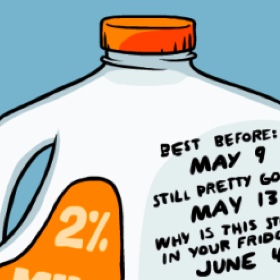 BEST BEFORE:
MAY 9
STILL PRETTY GO
MAY 13
WHY IS THIS ST
IN YOUR FRIDG
JUNE
2%